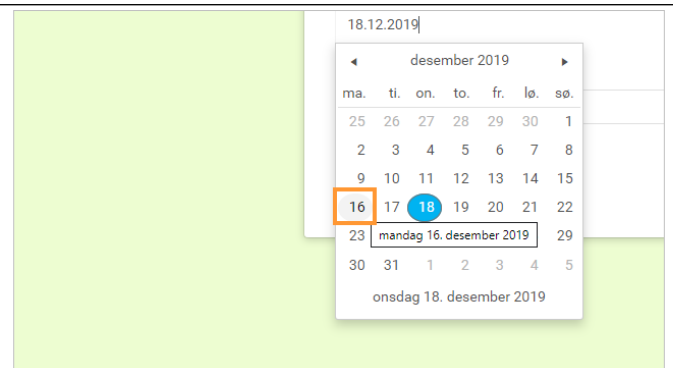 18.12.2019
◂ desember 2019 ▸
ma. ti. on. to. fr. lø. sø.
25 26 27 28 29 30 1
2 3 4 5 6 7 8
9 10 11 12 13 14 15
16 17 18 19 20 21 22
23 mandag 16. desember 2019 29
30 31 1 2 3 4 5
onsdag 18. desember 2019